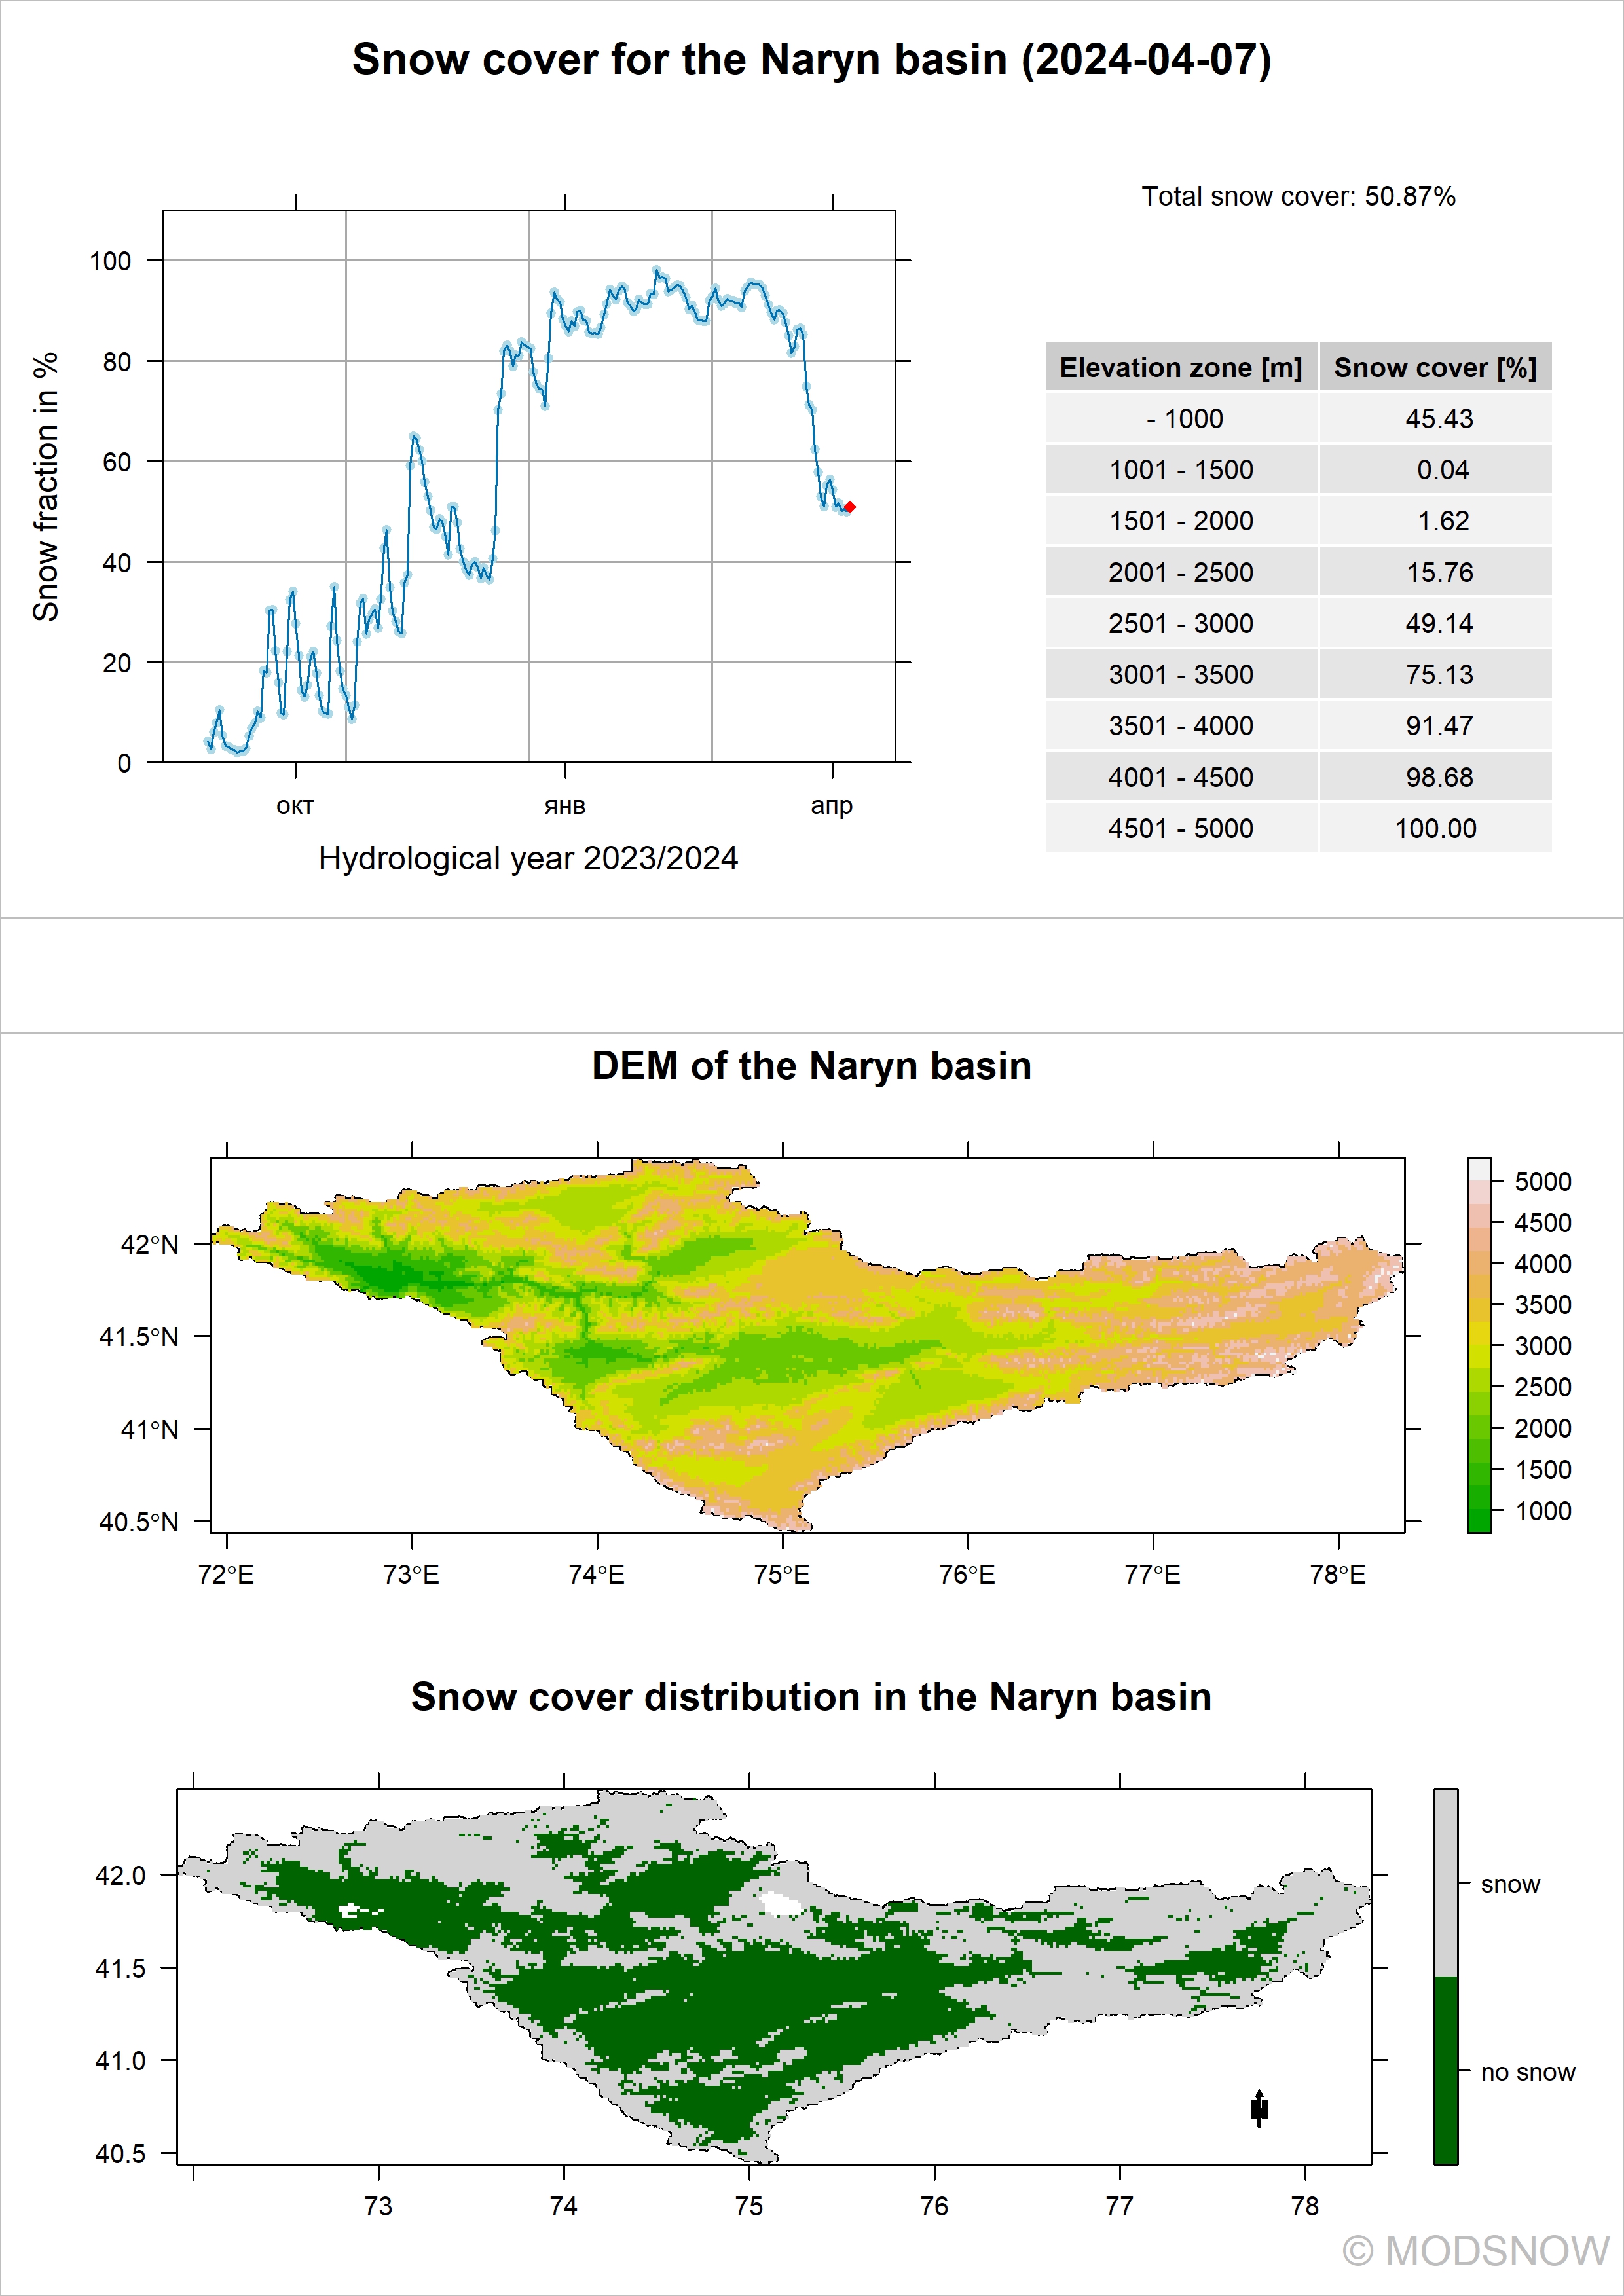 Snow cover for the Naryn basin (2024-04-07)
Total snow cover: 50.87%
Snow fraction in %
100
80
60
40
20
0
окт янв апр
Hydrological year 2023/2024
Elevation zone [m] Snow cover [%]
- 1000 45.43
1001 - 1500 0.04
1501 - 2000 1.62
2001 - 2500 15.76
2501 - 3000 49.14
3001 - 3500 75.13
3501 - 4000 91.47
4001 - 4500 98.68
4501 - 5000 100.00
DEM of the Naryn basin
42°N
41.5°N
41°N
40.5°N
72°E 73°E 74°E 75°E 76°E 77°E 78°E
5000
4500
4000
3500
3000
2500
2000
1500
1000
Snow cover distribution in the Naryn basin
42.0
41.5
41.0
40.5
73 74 75 76 77 78
snow
no snow
N
© MODSNOW